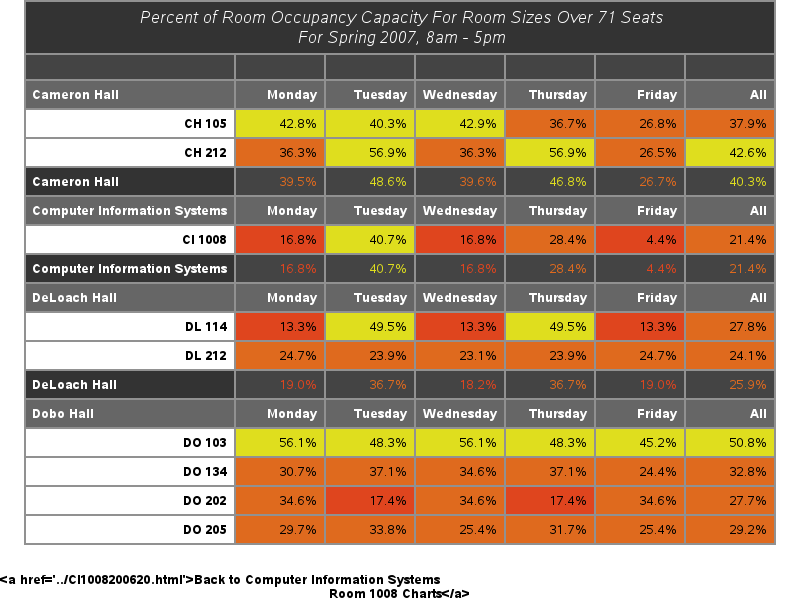 Percent of Room Occupancy Capacity For Room Sizes Over 71 Seats
For Spring 2007, 8am - 5pm
Cameron Hall Monday Tuesday Wednesday Thursday Friday All
CH 105 42.8% 40.3% 42.9% 36.7% 26.8% 37.9%
CH 212 36.3% 56.9% 36.3% 56.9% 26.5% 42.6%
Cameron Hall 39.5% 48.6% 39.6% 46.8% 26.7% 40.3%
Computer Information Systems Monday Tuesday Wednesday Thursday Friday All
CI 1008 16.8% 40.7% 16.8% 28.4% 4.4% 21.4%
Computer Information Systems 16.8% 40.7% 16.8% 28.4% 4.4% 21.4%
DeLoach Hall Monday Tuesday Wednesday Thursday Friday All
DL 114 13.3% 49.5% 13.3% 49.5% 13.3% 27.8%
DL 212 24.7% 23.9% 23.1% 23.9% 24.7% 24.1%
DeLoach Hall 19.0% 36.7% 18.2% 36.7% 19.0% 25.9%
Dobo Hall Monday Tuesday Wednesday Thursday Friday All
DO 103 56.1% 48.3% 56.1% 48.3% 45.2% 50.8%
DO 134 30.7% 37.1% 34.6% 37.1% 24.4% 32.8%
DO 202 34.6% 17.4% 34.6% 17.4% 34.6% 27.7%
DO 205 29.7% 33.8% 25.4% 31.7% 25.4% 29.2%
<a href='../CI1008200620.html'>Back to Computer Information Systems
Room 1008 Charts</a>